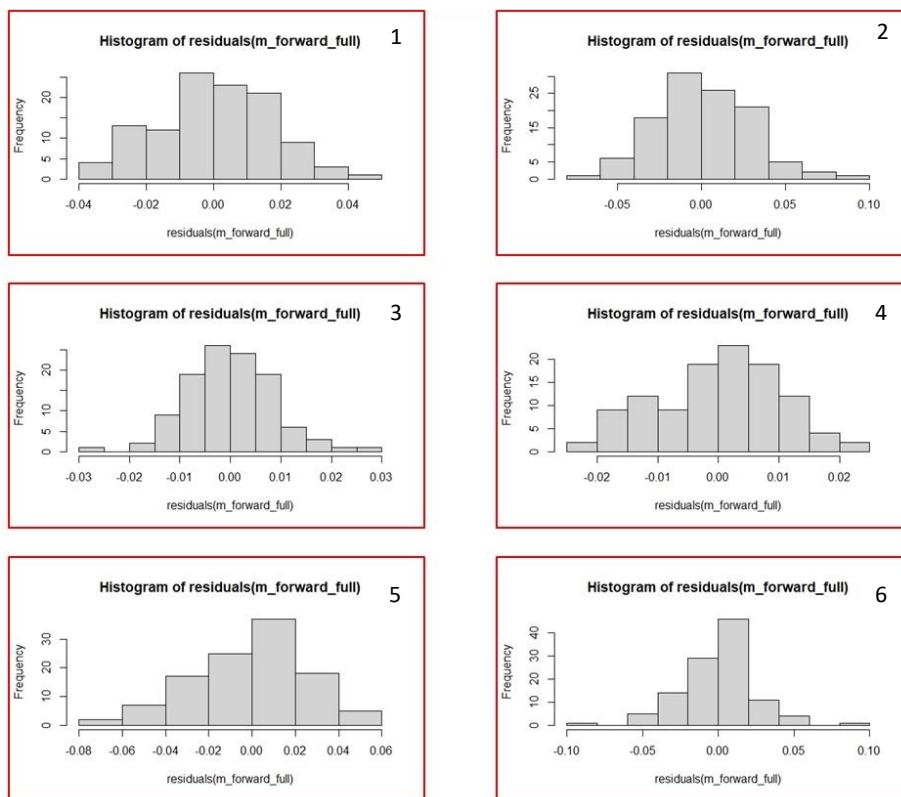 Histogram of residuals(m_forward_full) 1
Frequency
0 5 10 20
-0.04 -0.02 0.00 0.02 0.04
residuals(m_forward_full)
Histogram of residuals(m_forward_full) 2
Frequency
0 5 15 25
-0.05 0.00 0.05 0.10
residuals(m_forward_full)
Histogram of residuals(m_forward_full) 3
Frequency
0 5 10 20
-0.03 -0.02 -0.01 0.00 0.01 0.02 0.03
residuals(m_forward_full)
Histogram of residuals(m_forward_full) 4
Frequency
0 5 10 15 20
-0.02 -0.01 0.00 0.01 0.02
residuals(m_forward_full)
Histogram of residuals(m_forward_full) 5
Frequency
0 10 20 30
-0.08 -0.06 -0.04 -0.02 0.00 0.02 0.04 0.06
residuals(m_forward_full)
Histogram of residuals(m_forward_full) 6
Frequency
0 10 20 30 40
-0.10 -0.05 0.00 0.05 0.10
residuals(m_forward_full)